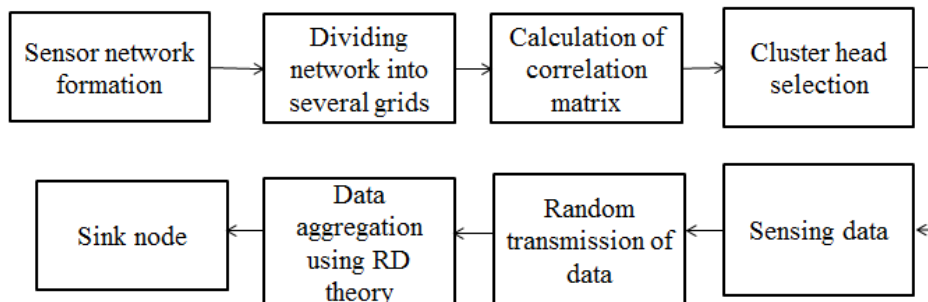 Sensor network
formation
Dividing
network into
several grids
Calculation of
correlation
matrix
Cluster head
selection
Sink node
Data
aggregation
using RD
theory
Random
transmission of
data
Sensing data